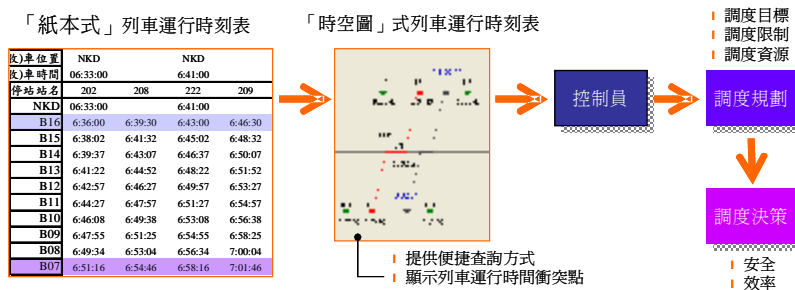 「紙本式」列車運行時刻表
「時空圖」式列車運行時刻表
車位置 NKD NKD
車時間 06:33:00 6:41:00
停站站名 202 208 222 209
NKD 06:33:00 6:41:00
B16 6:36:00 6:39:30 6:43:00 6:46:30
B15 6:38:02 6:41:32 6:45:02 6:48:32
B14 6:39:37 6:43:07 6:46:37 6:50:07
B13 6:41:22 6:44:52 6:48:22 6:51:52
B12 6:42:57 6:46:27 6:49:57 6:53:27
B11 6:44:27 6:47:57 6:51:27 6:54:57
B10 6:46:08 6:49:38 6:53:08 6:56:38
B09 6:47:55 6:51:25 6:54:55 6:58:25
B08 6:49:34 6:53:04 6:56:34 7:00:04
B07 6:51:16 6:54:46 6:58:16 7:01:46
提供便捷查詢方式
顯示列車運行時間衝突點
控制員
調度目標
調度限制
調度資源
調度規劃
調度決策
安全
效率